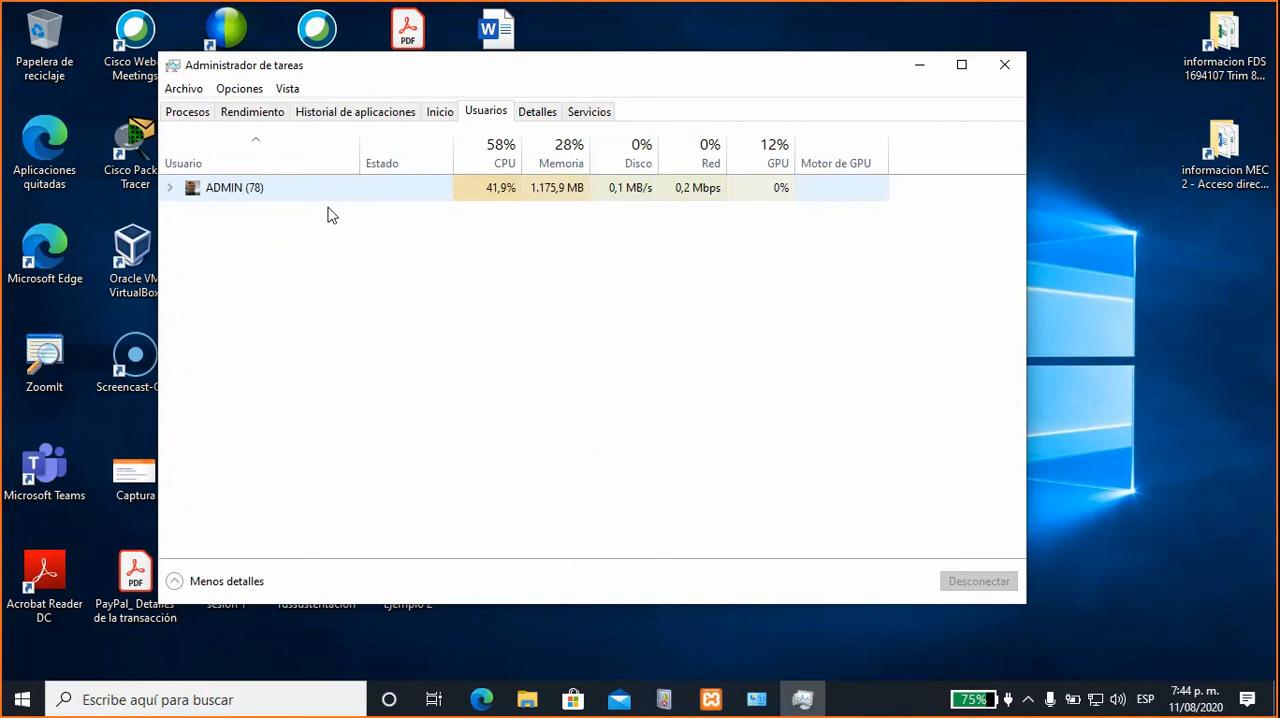 Papelera de
reciclaje
Cisco Web
Meetings
PDF
W
informacion FDS
1694107 Trim 8...
Administrador de tareas
Archivo Opciones Vista
Procesos Rendimiento Historial de aplicaciones Inicio Usuarios Detalles Servicios
58% 28% 0% 0% 12%
Usuario Estado CPU Memoria Disco Red GPU Motor de GPU
ADMIN (78) 41,9% 1.175,9 MB 0,1 MB/s 0,2 Mbps 0%
Aplicaciones
quitadas
Cisco Pack
Tracer
informacion MEC
2 - Acceso direc...
Microsoft Edge
Oracle VM
VirtualBox
ZoomIt
Screencast-O
Microsoft Teams
Captura
Acrobat Reader
DC
PDF
PayPal_ Detalles
de la transacción
sesion 1
Ejemplo 2
Menos detalles
Desconectar
Escribe aquí para buscar
75%
ESP
7:44 p. m.
11/08/2020